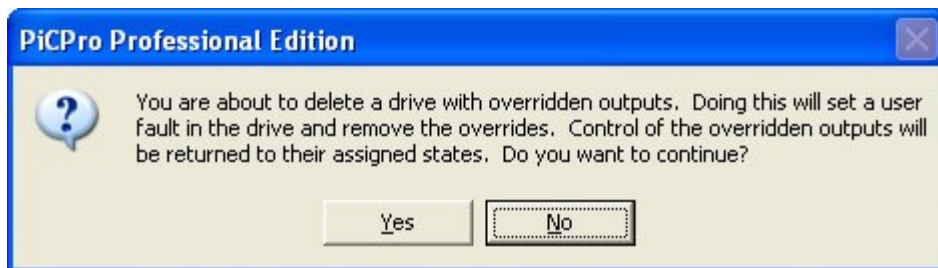 PiCPro Professional Edition
You are about to delete a drive with overridden outputs. Doing this will set a user
fault in the drive and remove the overrides. Control of the overridden outputs will
be returned to their assigned states. Do you want to continue?
Yes
No